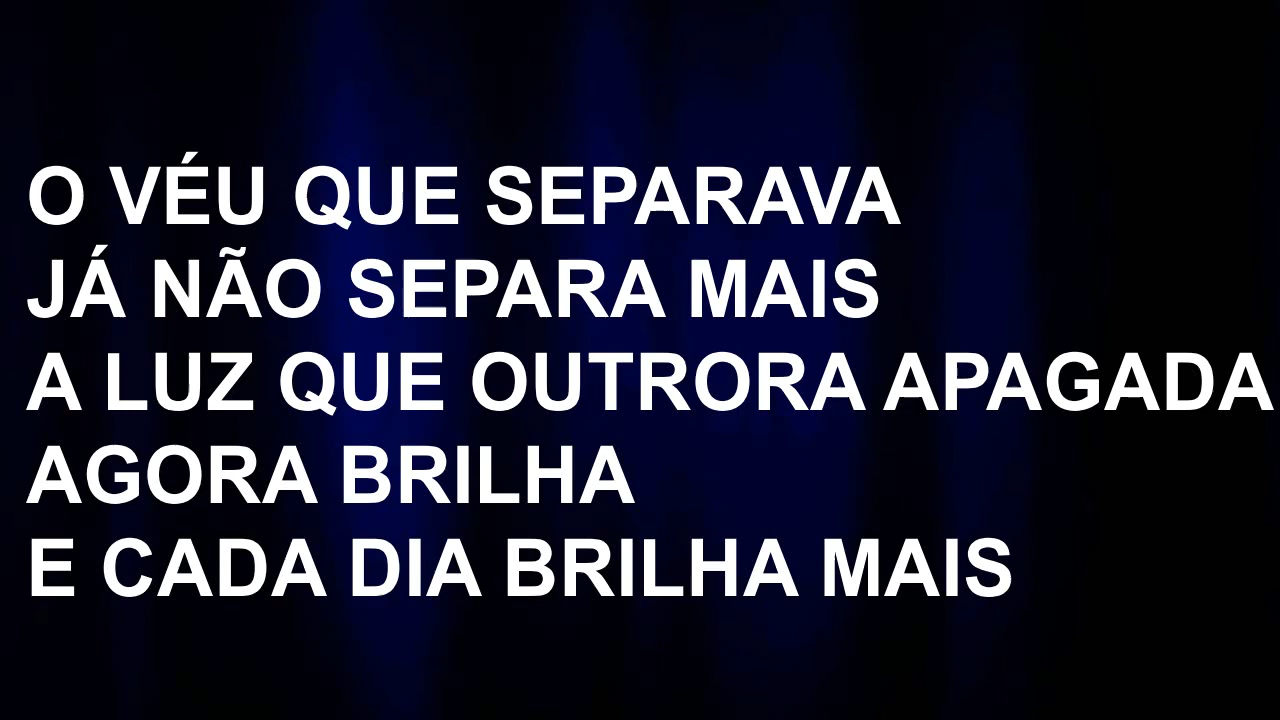 O VÉU QUE SEPARAVA
JÁ NÃO SEPARA MAIS
A LUZ QUE OUTRORA APAGADA
AGORA BRILHA
E CADA DIA BRILHA MAIS